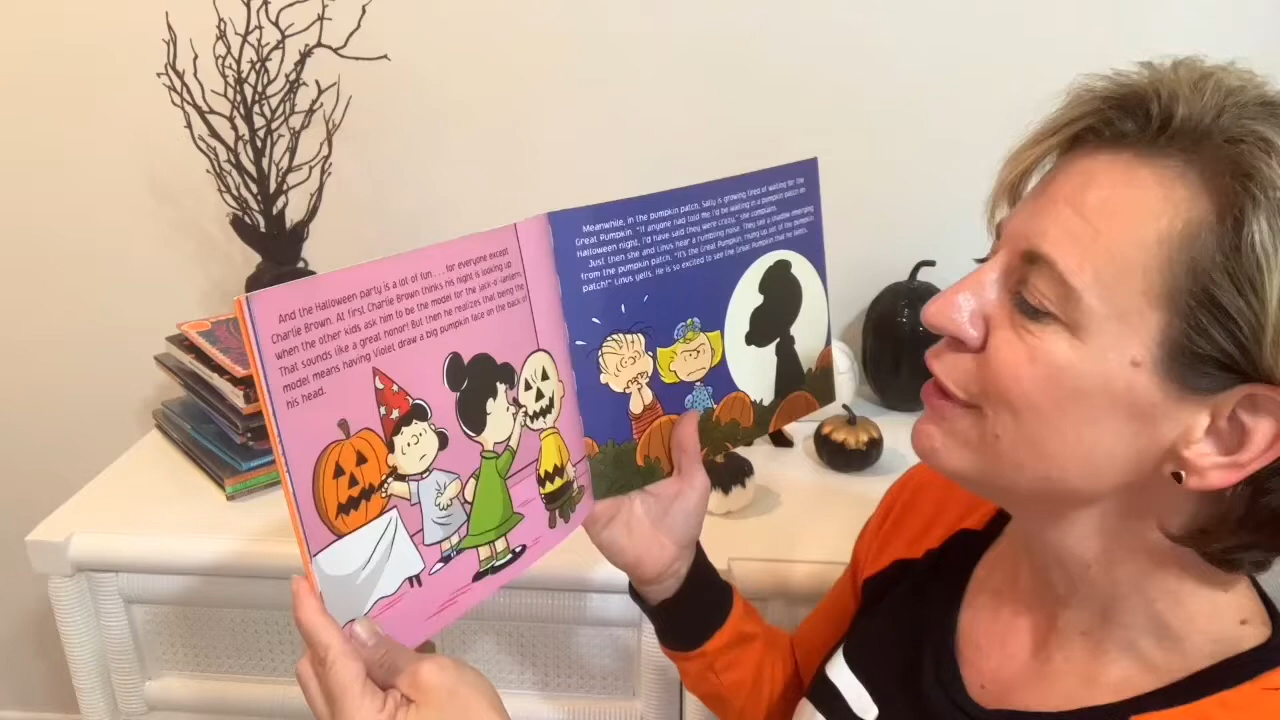 And the Halloween party is a lot of fun . . . for everyone except
Charlie Brown. At first Charlie Brown thinks his night is looking up
when the other kids ask him to be the model for the jack-o'-lantern.
That sounds like a great honor! But then he realizes that being the
model means having Violet draw a big pumpkin face on the back of
his head.
Meanwhile, in the pumpkin patch, Sally is growing tired of waiting for the
Great Pumpkin. "If anyone had told me I'd be waiting in a pumpkin patch on
Halloween night, I'd have said they were crazy," she complains.
Just then she and Linus hear a rumbling noise. They see a shadow emerging
from the pumpkin patch. "It's the Great Pumpkin, rising up out of the pumpkin
patch!" Linus yells. He is so excited to see the Great Pumpkin that he faints.